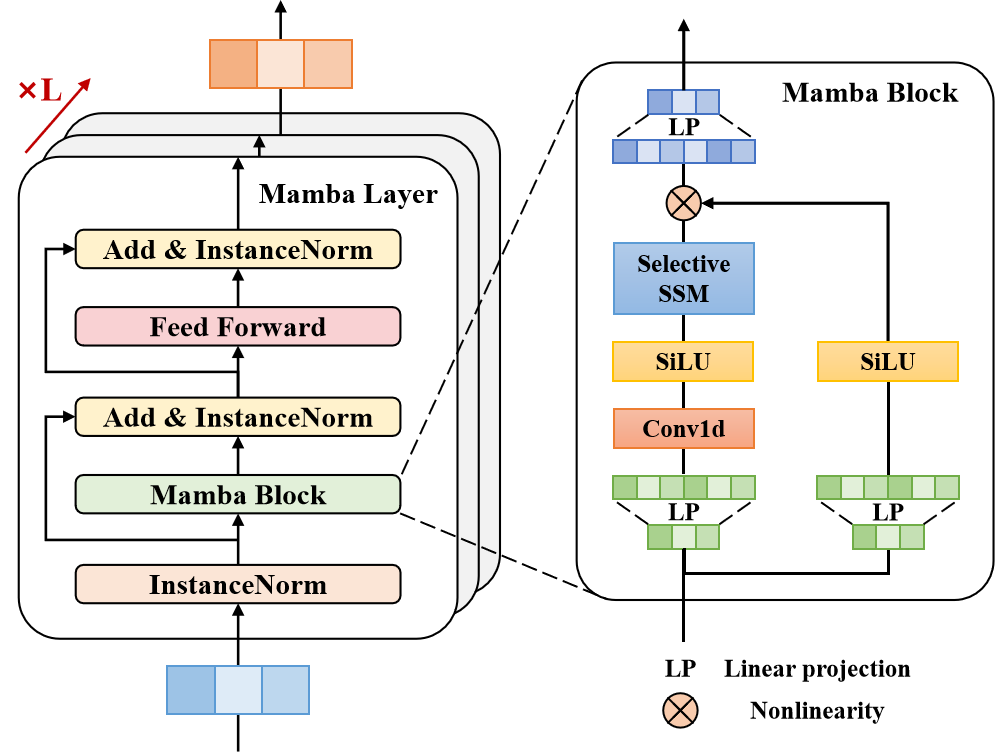 ×L
Mamba Layer
Add & InstanceNorm
Feed Forward
Add & InstanceNorm
Mamba Block
InstanceNorm
Mamba Block
LP
Selective
SSM
SiLU
SiLU
Conv1d
LP
LP
LP Linear projection
Nonlinearity